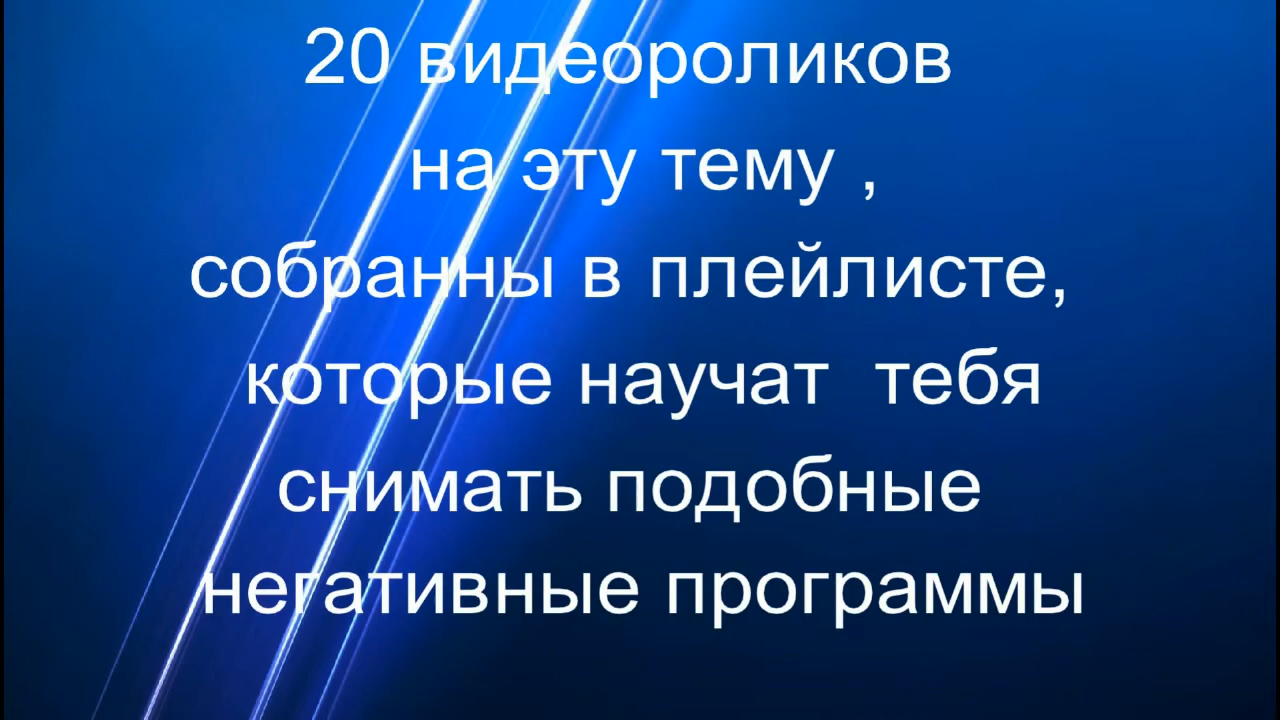 20 видеороликов
на эту тему ,
собранны в плейлисте,
которые научат тебя
снимать подобные
негативные программы